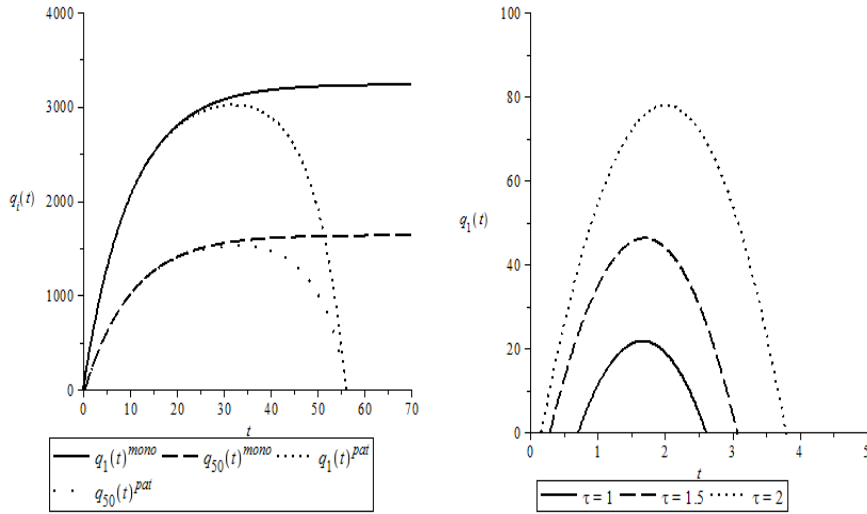 4000
3000
q_i(t)
2000
1000
0
0 10 20 30 40 50 60 70
t
q_1(t)^mono q_50(t)^mono q_1(t)^pat
q_50(t)^pat
100
80
60
q_1(t)
40
20
0
0 1 2 3 4 5
t
τ = 1 τ = 1.5 τ = 2